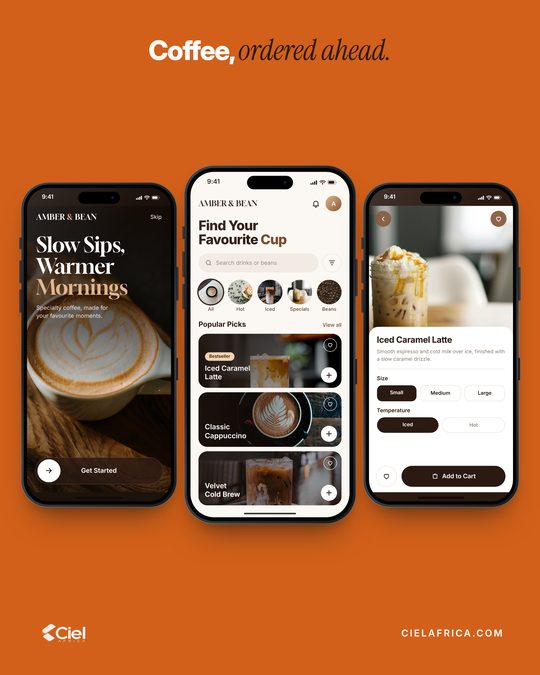 Coffee, ordered ahead.
9:41
AMBER & BEAN
Skip
Slow Sips,
Warmer
Mornings
Specialty coffee, made for
your favourite moments.
Get Started
9:41
AMBER & BEAN
A
Find Your
Favourite Cup
Search drinks or beans
All
Hot
Iced
Specials
Beans
Popular Picks
View all
Bestseller
Iced Caramel
Latte
Classic
Cappuccino
Velvet
Cold Brew
9:41
Iced Caramel Latte
Smooth espresso and cold milk over ice, finished with
a slow caramel drizzle.
Size
Small
Medium
Large
Temperature
Iced
Hot
Add to Cart
Ciel
AFRICA
CIELAFRICA.COM